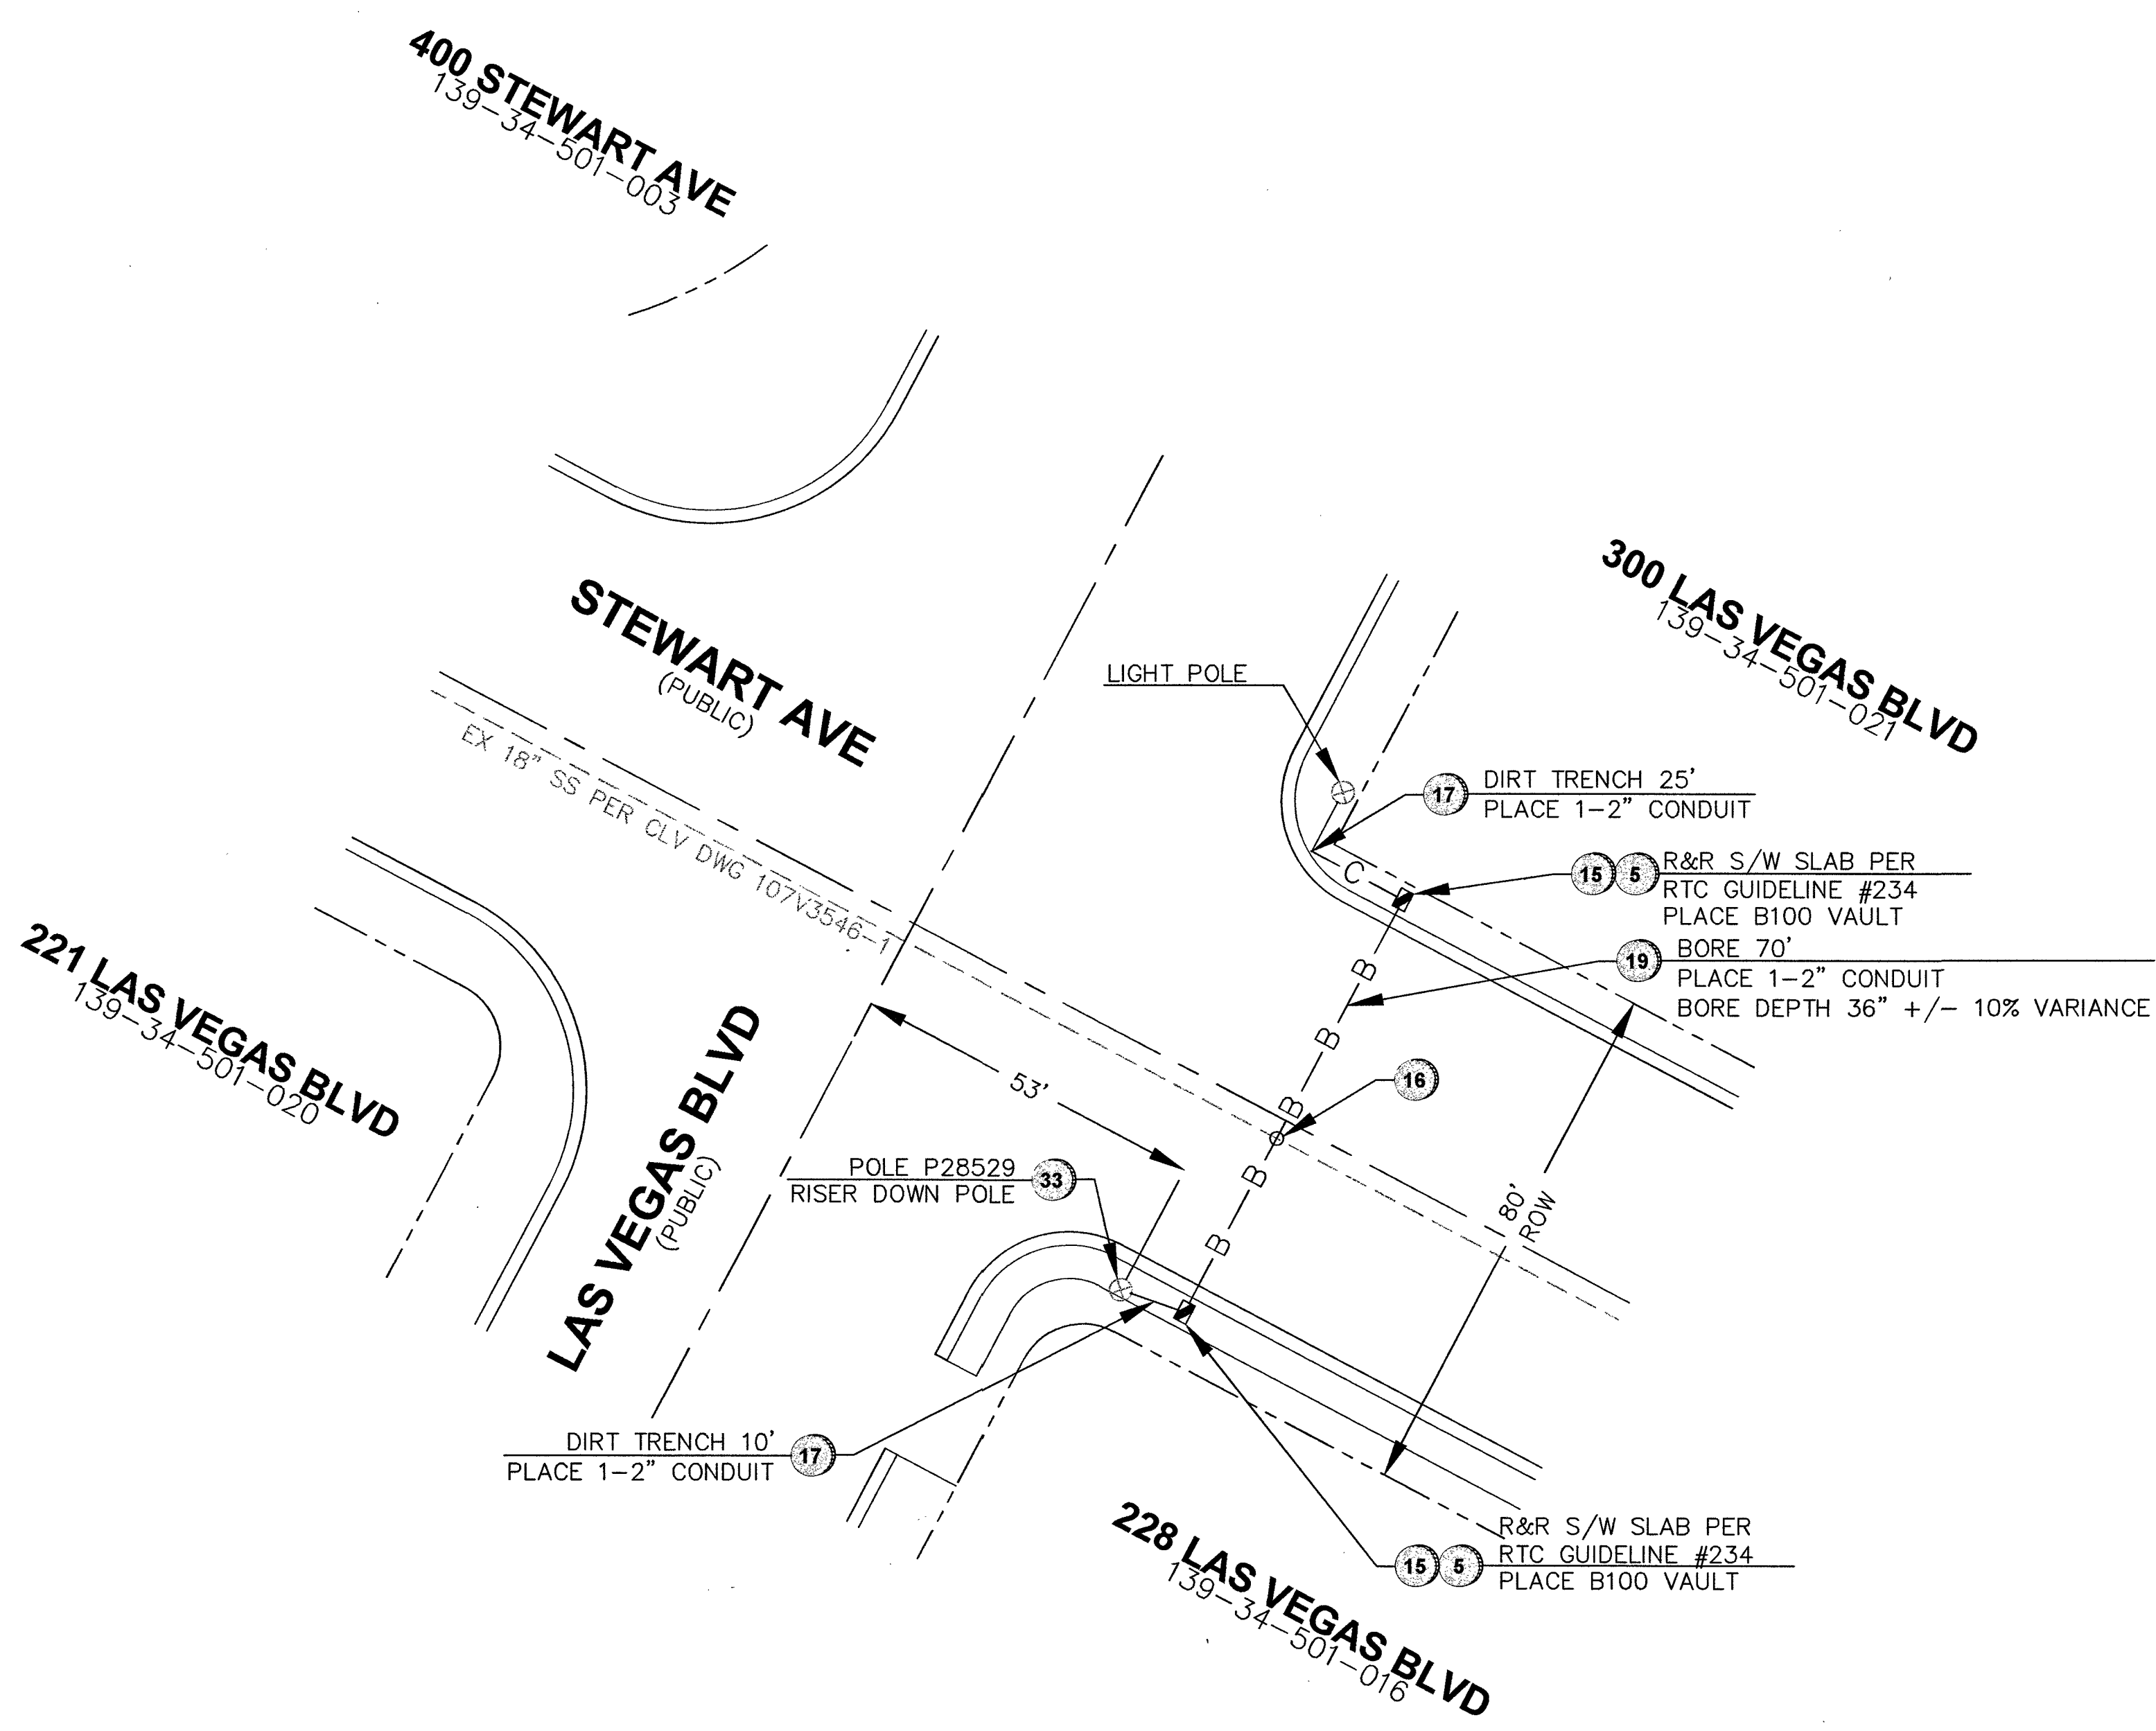 400 STEWART AVE
139-34-501-003
STEWART AVE
(PUBLIC)
300 LAS VEGAS BLVD
139-34-501-021
LIGHT POLE
EX 18" SS PER CLV DWG 107V3546-1
17
DIRT TRENCH 25'
PLACE 1-2" CONDUIT
C
15 5
R&R S/W SLAB PER
RTC GUIDELINE #234
PLACE B100 VAULT
19
BORE 70'
PLACE 1-2" CONDUIT
BORE DEPTH 36" +/- 10% VARIANCE
B
B
B
B
B
221 LAS VEGAS BLVD
139-34-501-020
LAS VEGAS BLVD
(PUBLIC)
53'
16
POLE P28529
RISER DOWN POLE
33
80'
ROW
DIRT TRENCH 10'
PLACE 1-2" CONDUIT
17
228 LAS VEGAS BLVD
139-34-501-016
15 5
R&R S/W SLAB PER
RTC GUIDELINE #234
PLACE B100 VAULT